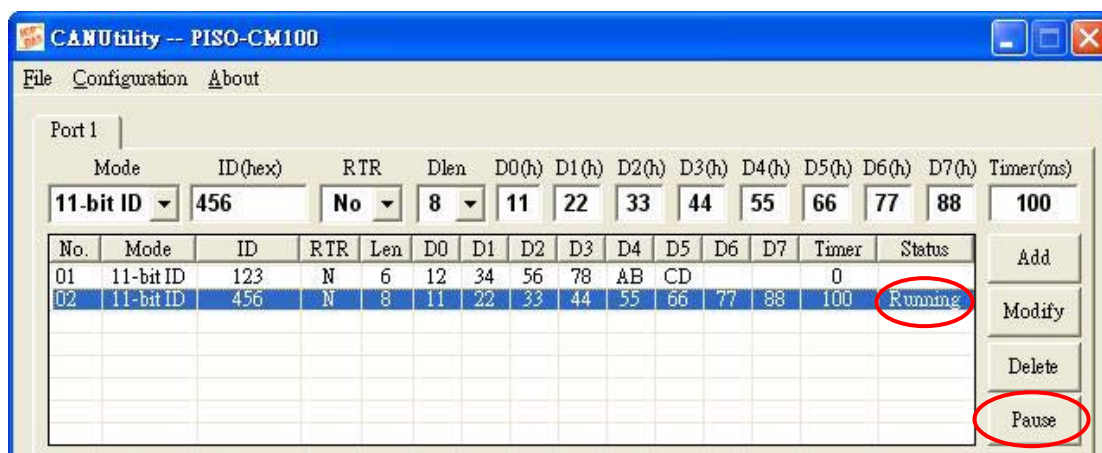 CANUtility -- PISO-CM100
File Configuration About
Port 1
Mode ID(hex) RTR Dlen D0(h) D1(h) D2(h) D3(h) D4(h) D5(h) D6(h) D7(h) Timer(ms)
11-bit ID 456 No 8 11 22 33 44 55 66 77 88 100
No. Mode ID RTR Len D0 D1 D2 D3 D4 D5 D6 D7 Timer Status
01 11-bit ID 123 N 6 12 34 56 78 AB CD 0
02 11-bit ID 456 N 8 11 22 33 44 55 66 77 88 100 Running
Add
Modify
Delete
Pause